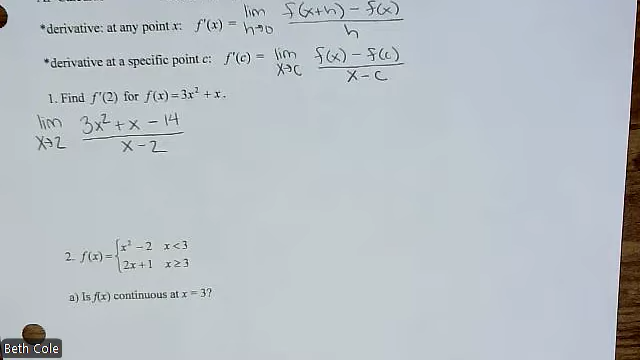 *derivative: at any point x: f'(x) = lim h→0 f(x+h) - f(x) / h
*derivative at a specific point c: f'(c) = lim x→c f(x) - f(c) / x - c
1. Find f'(2) for f(x) = 3x² + x.
lim x→2 3x² + x - 14 / x - 2
2. f(x) = { x² - 2 x < 3
2x + 1 x ≥ 3
a) Is f(x) continuous at x = 3?
Beth Cole